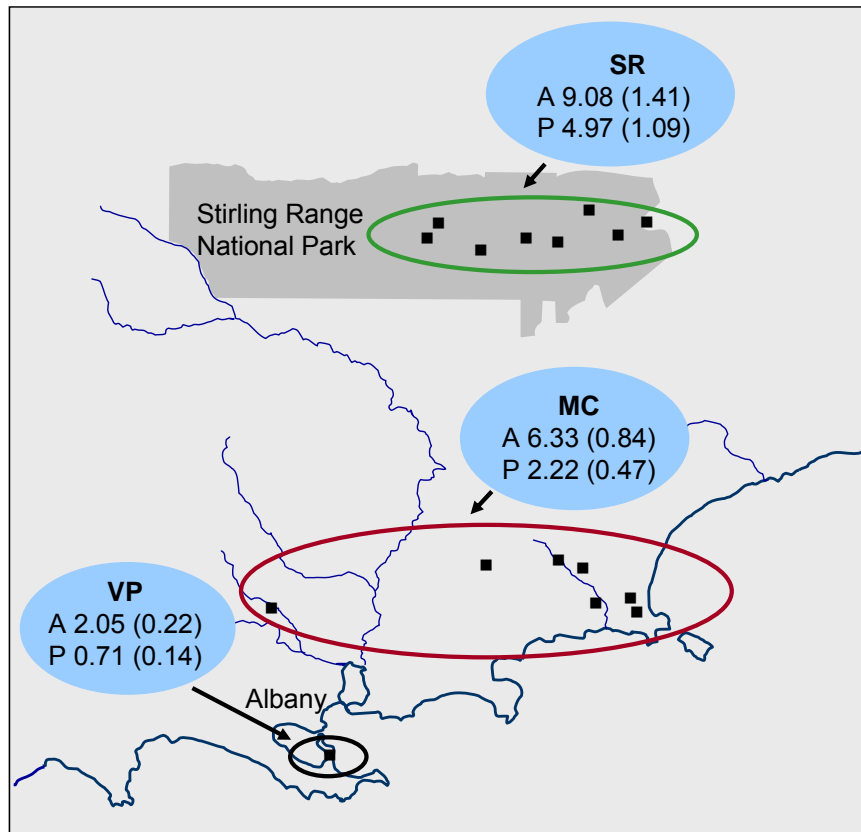 SR
A 9.08 (1.41)
P 4.97 (1.09)
Stirling Range
National Park
MC
A 6.33 (0.84)
P 2.22 (0.47)
VP
A 2.05 (0.22)
P 0.71 (0.14)
Albany